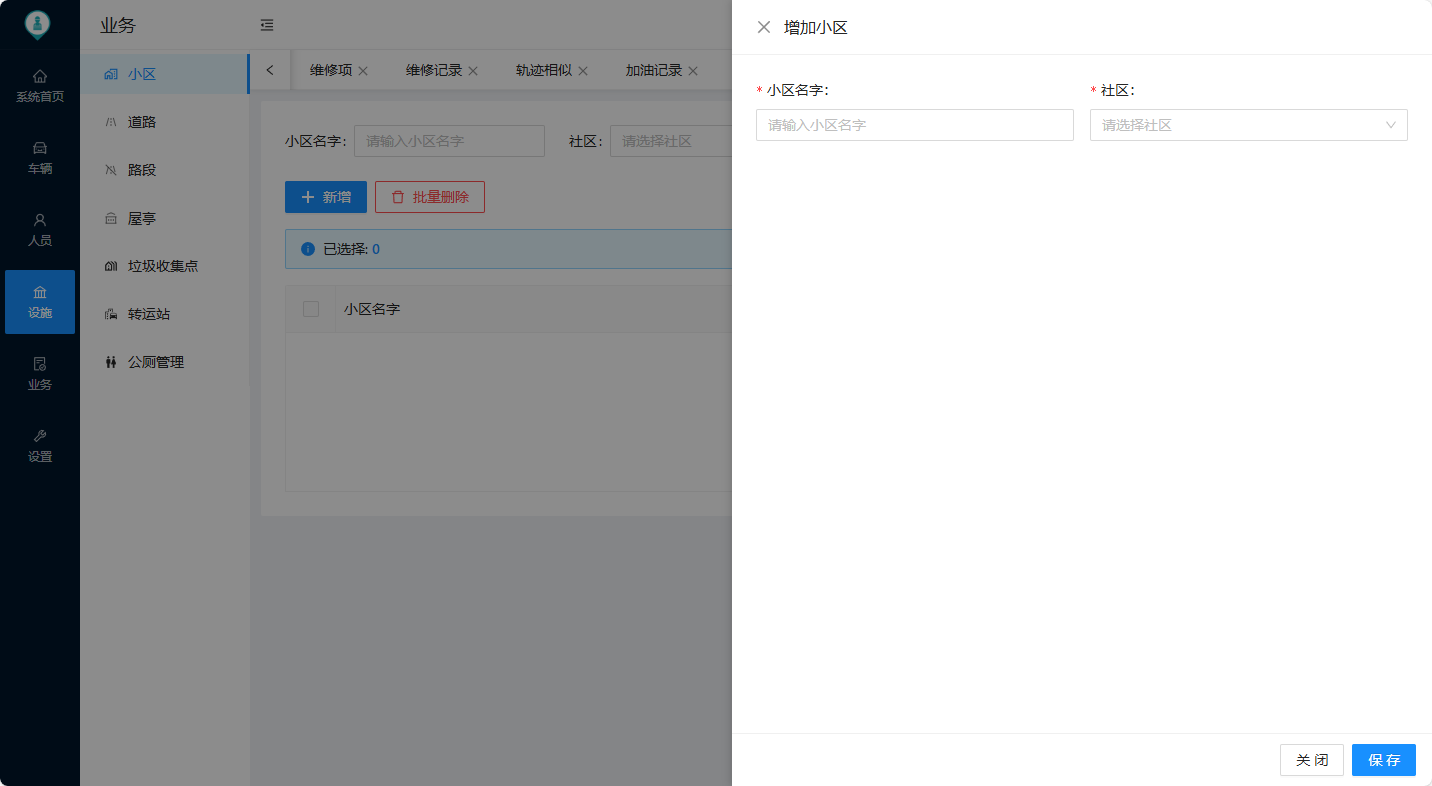 业务
增加小区
系统首页
车辆
人员
设施
业务
设置
小区
道路
路段
屋亭
垃圾收集点
转运站
公厕管理
维修项 维修记录 轨迹相似 加油记录
小区名字: 请输入小区名字 社区: 请选择社区
新增 批量删除
已选择: 0
小区名字
* 小区名字: * 社区:
请输入小区名字 请选择社区
关 闭 保 存